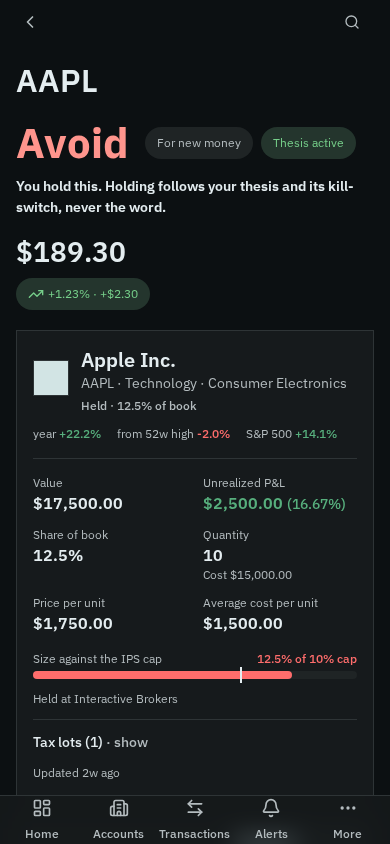 AAPL
Avoid
For new money
Thesis active
You hold this. Holding follows your thesis and its kill-
switch, never the word.
$189.30
+1.23% · +$2.30
Apple Inc.
AAPL · Technology · Consumer Electronics
Held · 12.5% of book
year +22.2% from 52w high -2.0% S&P 500 +14.1%
Value
$17,500.00
Unrealized P&L
$2,500.00 (16.67%)
Share of book
12.5%
Quantity
10
Cost $15,000.00
Price per unit
$1,750.00
Average cost per unit
$1,500.00
Size against the IPS cap
12.5% of 10% cap
Held at Interactive Brokers
Tax lots (1) · show
Updated 2w ago
Home
Accounts
Transactions
Alerts
More